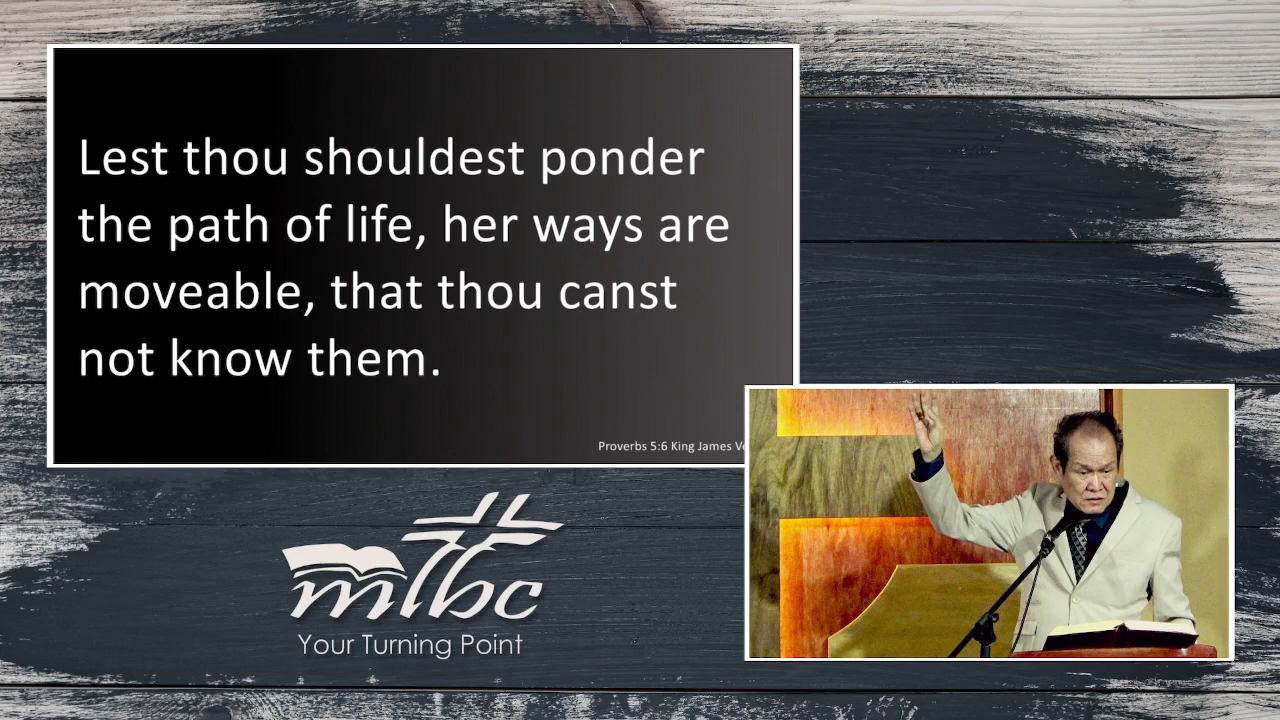 Lest thou shouldest ponder
the path of life, her ways are
moveable, that thou canst
not know them.
Proverbs 5:6 King James
mlbc
Your Turning Point